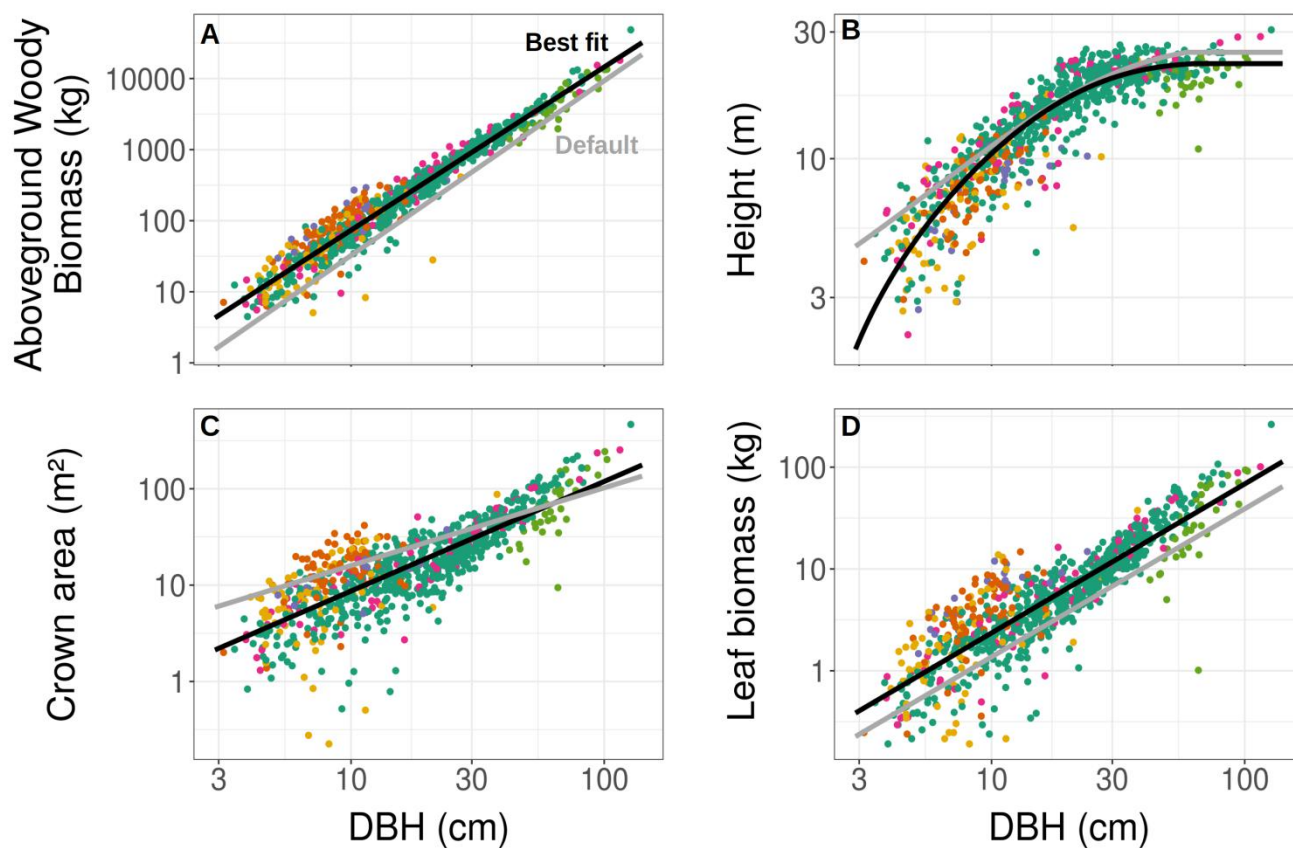 A
Best fit
Default
10000
1000
100
10
1
Aboveground Woody
Biomass (kg)
B
30
10
3
Height (m)
C
100
10
1
Crown area (m²)
3
10
30
100
DBH (cm)
D
100
10
1
Leaf biomass (kg)
3
10
30
100
DBH (cm)